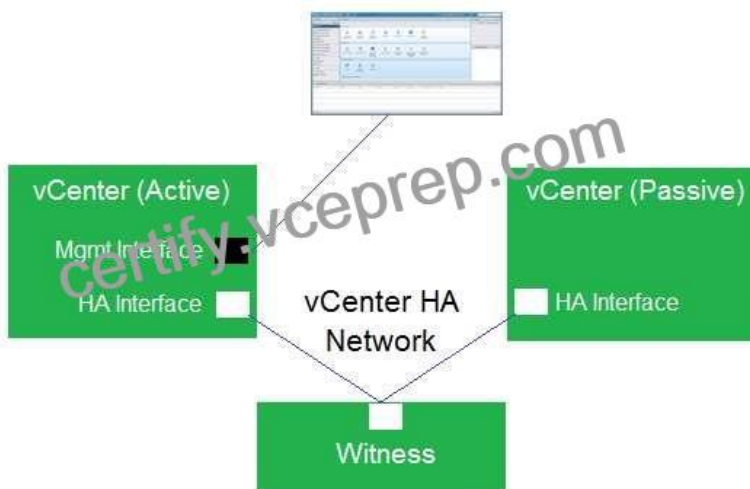 vCenter (Active)
Mgmt Interface
HA Interface
vCenter HA
Network
vCenter (Passive)
HA Interface
Witness
certify.vceprep.com